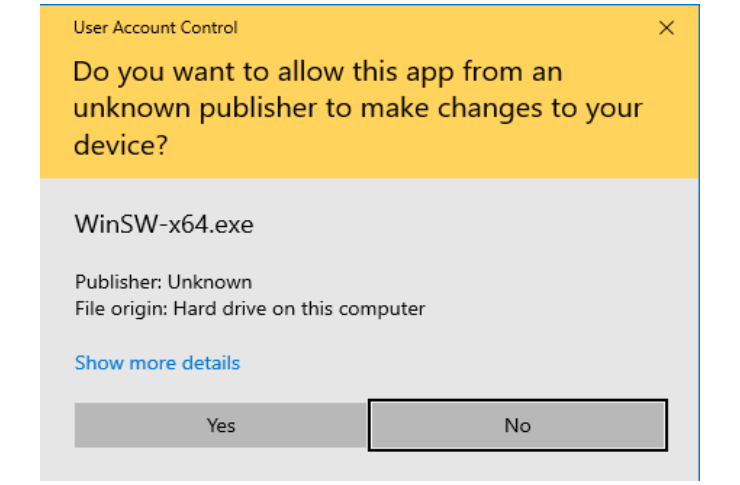 User Account Control
Do you want to allow this app from an
unknown publisher to make changes to your
device?
WinSW-x64.exe
Publisher: Unknown
File origin: Hard drive on this computer
Show more details
Yes
No